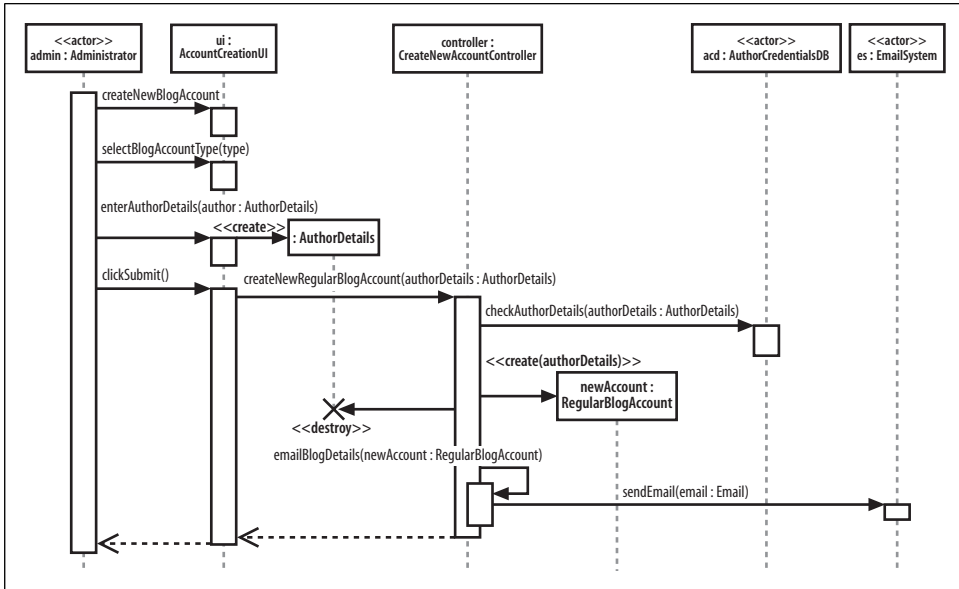 <<actor>>
admin : Administrator
ui :
AccountCreationUI
controller :
CreateNewAccountController
<<actor>>
acd : AuthorCredentialsDB
<<actor>>
es : EmailSystem
createNewBlogAccount
selectBlogAccountType(type)
enterAuthorDetails(author : AuthorDetails)
<<create>>
: AuthorDetails
clickSubmit()
createNewRegularBlogAccount(authorDetails : AuthorDetails)
checkAuthorDetails(authorDetails : AuthorDetails)
<<create(authorDetails)>>
newAccount :
RegularBlogAccount
<<destroy>>
emailBlogDetails(newAccount : RegularBlogAccount)
sendEmail(email : Email)